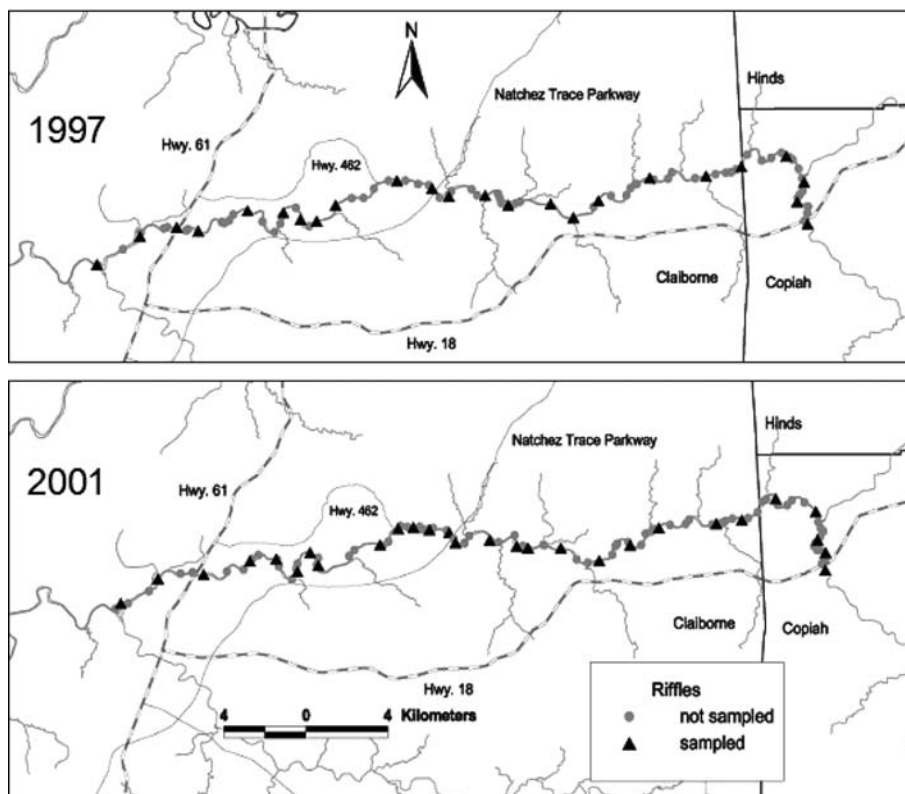 N
Hinds
Natchez Trace Parkway
1997
Hwy. 61
Hwy. 462
Claiborne
Copiah
Hwy. 18
Hinds
Natchez Trace Parkway
2001
Hwy. 61
Hwy. 462
Claiborne
Copiah
Hwy. 18
Riffles
4 0 4 Kilometers
not sampled
sampled